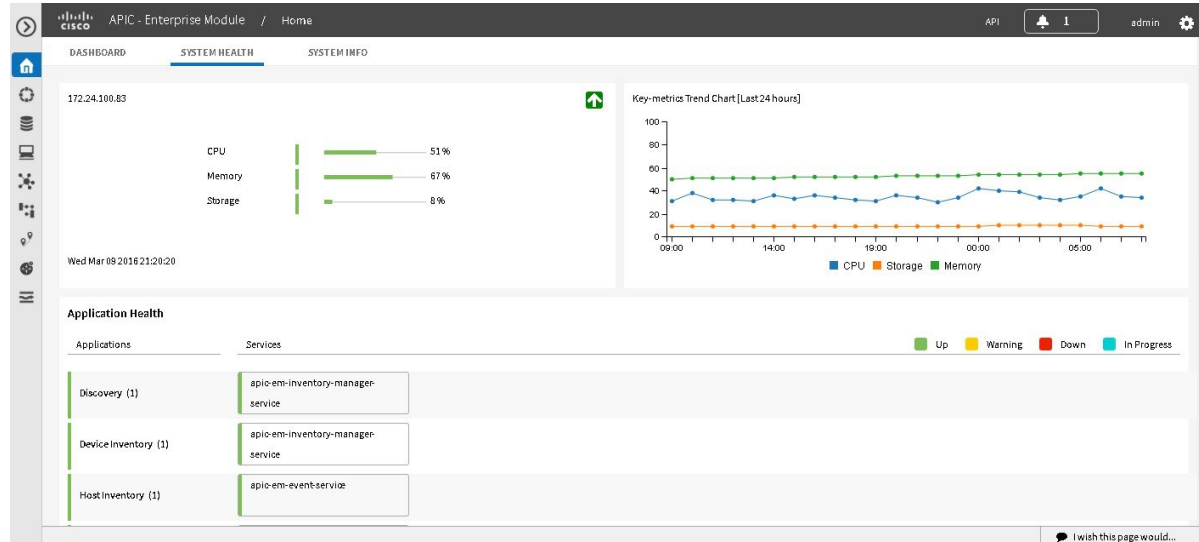 cisco APIC - Enterprise Module / Home API 1 admin
DASHBOARD SYSTEM HEALTH SYSTEM INFO
172.24.100.83
CPU 51%
Memory 67%
Storage 8%
Wed Mar 09 2016 21:20:20
Key-metrics Trend Chart [Last 24 hours]
100
80
60
40
20
0
09:00 14:00 19:00 00:00 05:00
CPU Storage Memory
Application Health
Applications Services Up Warning Down In Progress
Discovery (1)
apic-em-inventory-manager-
service
Device Inventory (1)
apic-em-inventory-manager-
service
Host Inventory (1)
apic-em-event-service
I wish this page would...